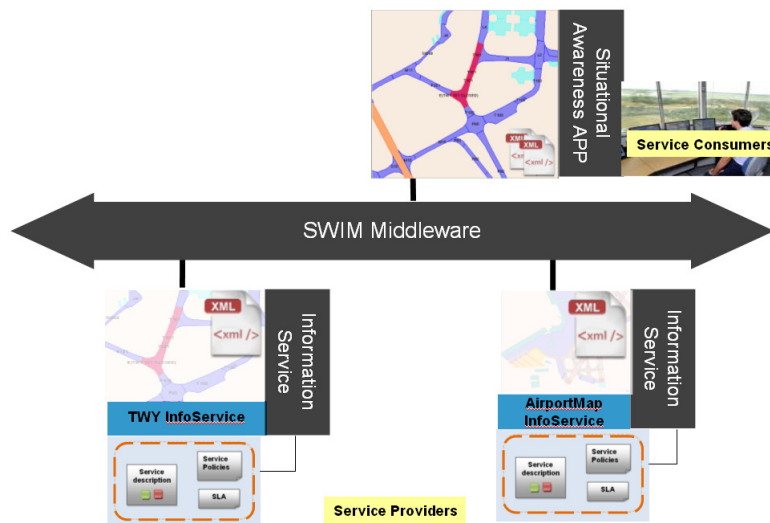 Situational
Awareness APP
XML
XML
<xml />
Service Consumers
SWIM Middleware
XML
<xml />
Information
Service
TWY InfoService
Service
description
Service
Policies
SLA
XML
<xml />
Information
Service
AirportMap
InfoService
Service
description
Service
Policies
SLA
Service Providers